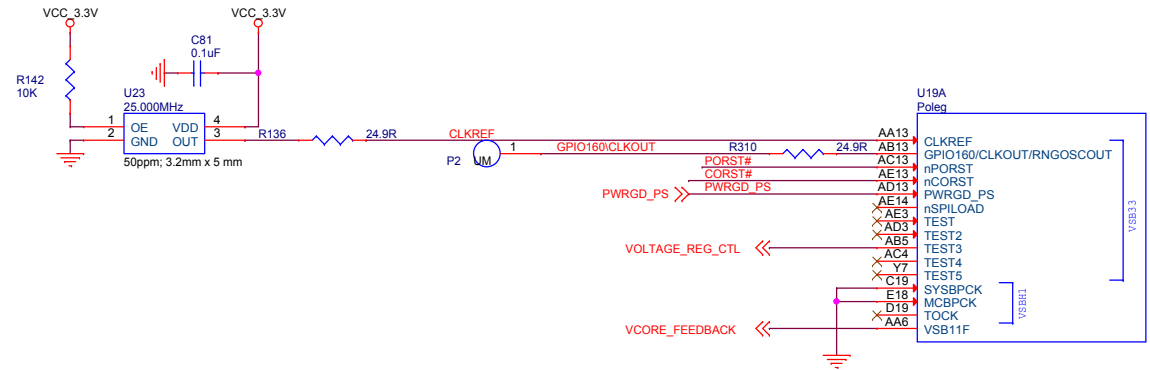 VCC_3.3V
VCC_3.3V
C81
0.1uF
R142
10K
U23
25.000MHz
1 OE VDD 4
2 GND OUT 3
50ppm; 3.2mm x 5 mm
R136 24.9R CLKREF
P2 UM 1 GPIO160\CLKOUT R310 24.9R
PORST#
CORST#
PWRGD_PS PWRGD_PS
VOLTAGE_REG_CTL
VCORE_FEEDBACK
U19A
Poleg
AA13 CLKREF
AB13 GPIO160/CLKOUT/RNGOSCOUT
AC13 nPORST
AE13 nCORST
AD13 PWRGD_PS
AE14 nSPILOAD
AE3 TEST
AD3 TEST2
AB5 TEST3
AC4 TEST4
Y7 TEST5
C19 SYSBPCK
E18 MCBPCK
D19 TOCK
AA6 VSB11F
VSB33
VSBH1